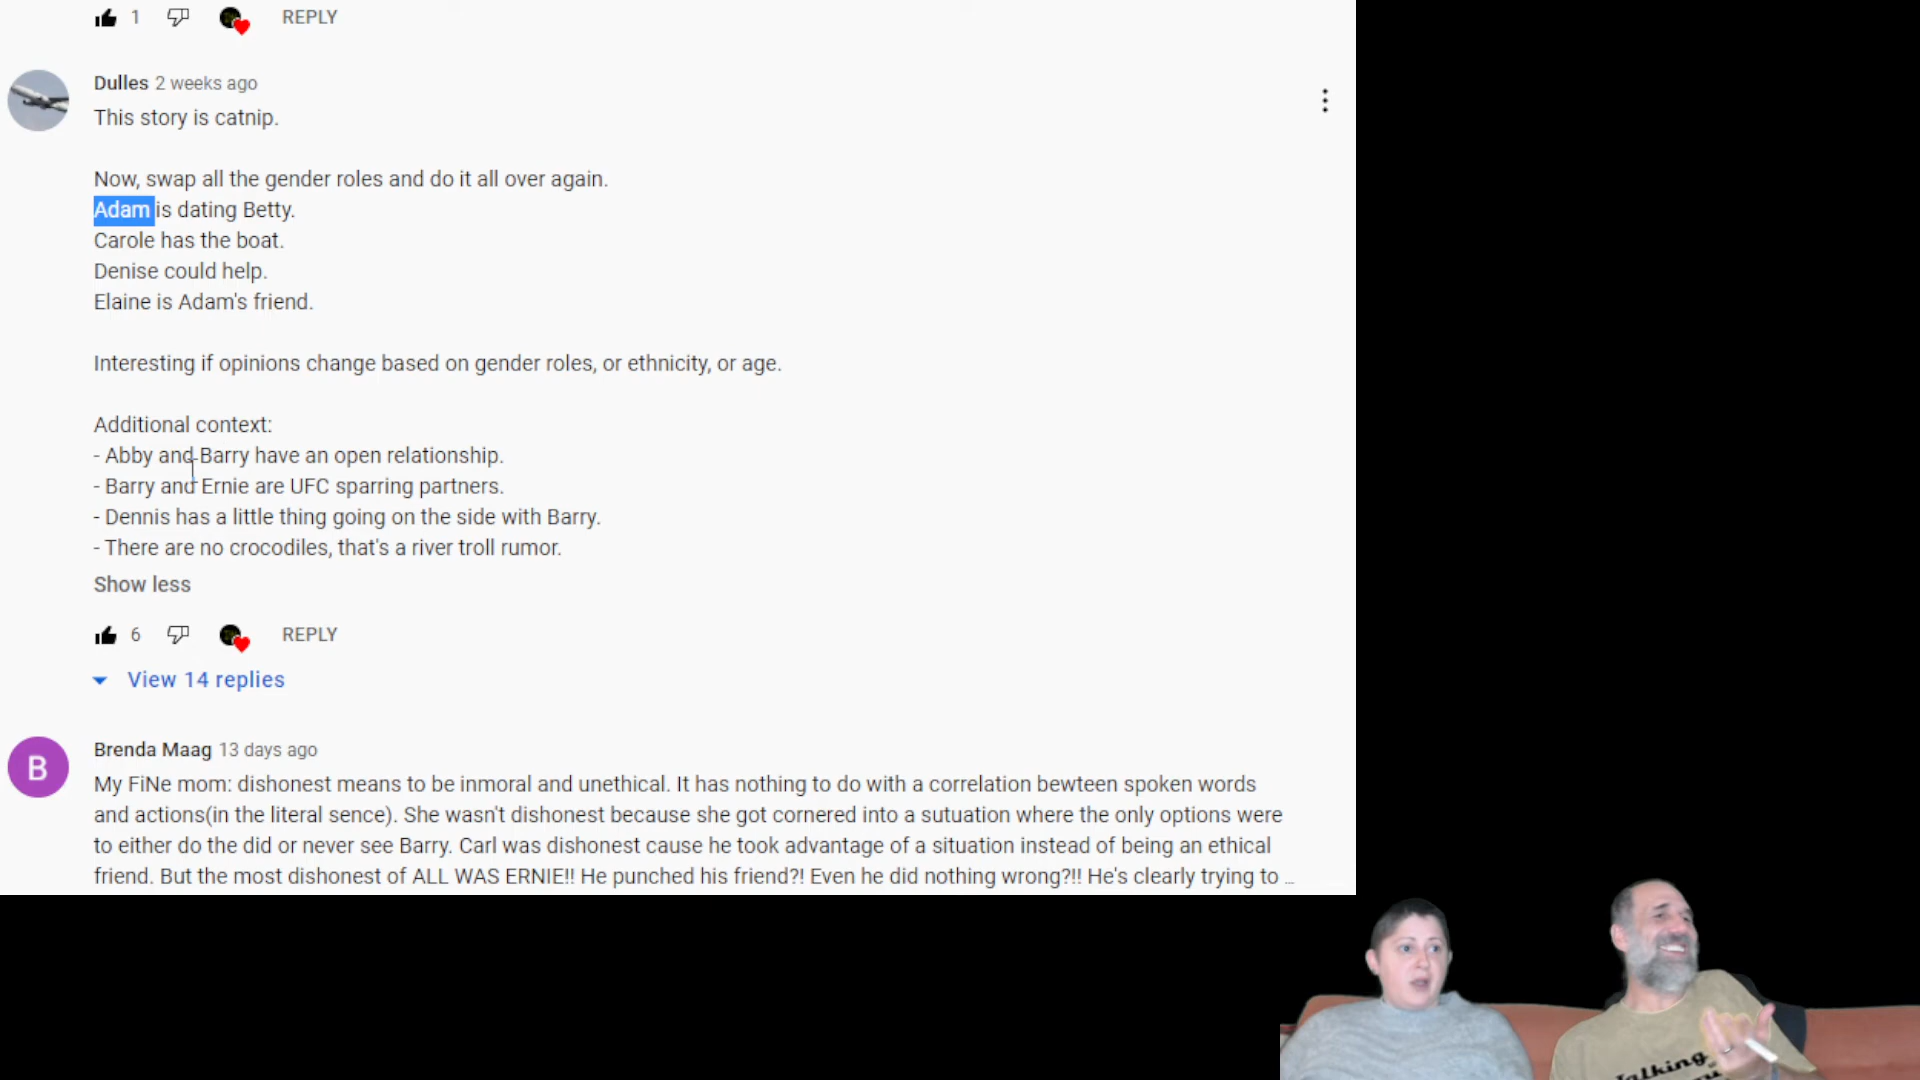 1 REPLY
Dulles 2 weeks ago
This story is catnip.
Now, swap all the gender roles and do it all over again.
Adam is dating Betty.
Carole has the boat.
Denise could help.
Elaine is Adam's friend.
Interesting if opinions change based on gender roles, or ethnicity, or age.
Additional context:
- Abby and Barry have an open relationship.
- Barry and Ernie are UFC sparring partners.
- Dennis has a little thing going on the side with Barry.
- There are no crocodiles, that's a river troll rumor.
Show less
6 REPLY
View 14 replies
B
Brenda Maag 13 days ago
My FiNe mom: dishonest means to be inmoral and unethical. It has nothing to do with a correlation bewteen spoken words
and actions(in the literal sence). She wasn't dishonest because she got cornered into a sutuation where the only options were
to either do the did or never see Barry. Carl was dishonest cause he took advantage of a situation instead of being an ethical
friend. But the most dishonest of ALL WAS ERNIE!! He punched his friend?! Even he did nothing wrong?!! He's clearly trying to ...